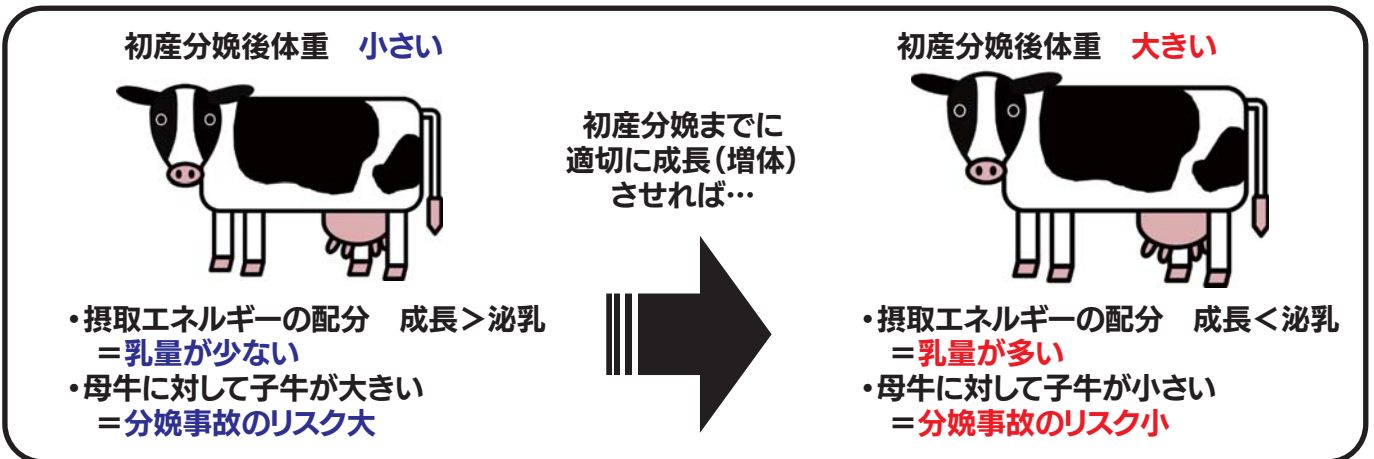 初産分娩後体重　小さい
・摂取エネルギーの配分　成長＞泌乳
＝乳量が少ない
・母牛に対して子牛が大きい
＝分娩事故のリスク大
初産分娩までに
適切に成長（増体）
させれば…
初産分娩後体重　大きい
・摂取エネルギーの配分　成長＜泌乳
＝乳量が多い
・母牛に対して子牛が小さい
＝分娩事故のリスク小